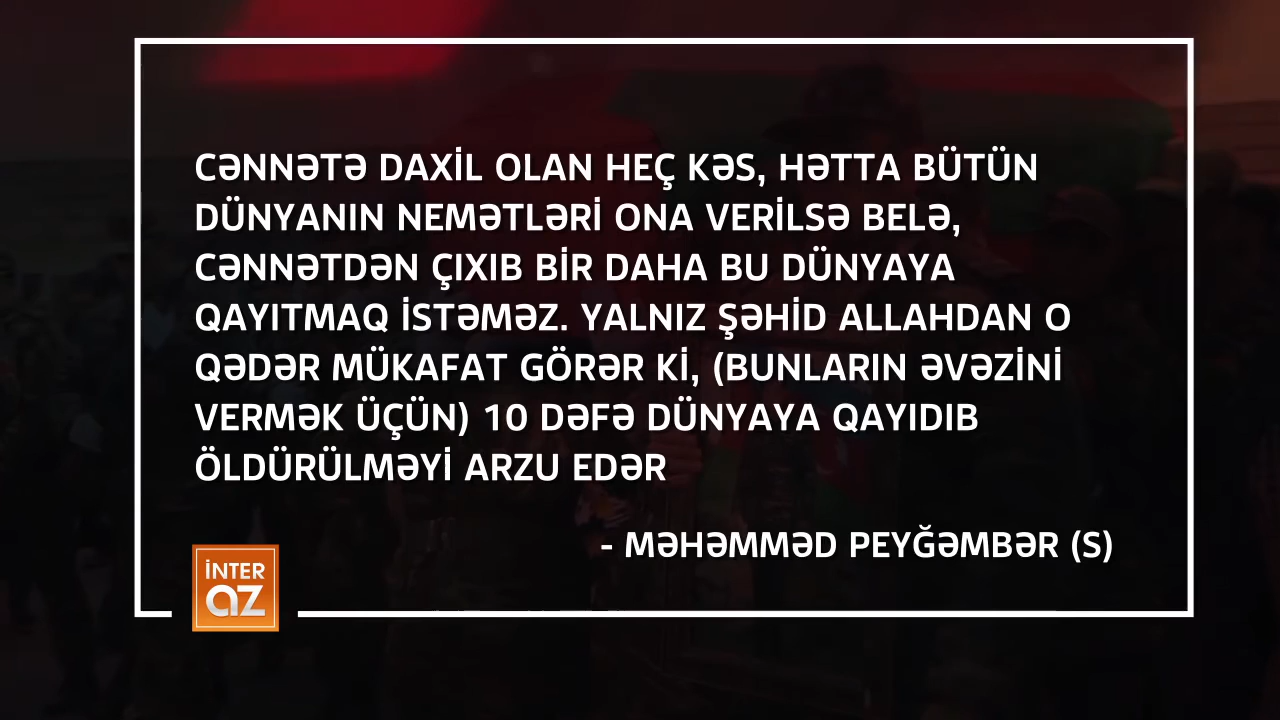 CƏNNƏTƏ DAXİL OLAN HEÇ KƏS, HƏTTA BÜTÜN
DÜNYANIN NEMƏTLƏRİ ONA VERİLSƏ BELƏ,
CƏNNƏTDƏN ÇIXIB BİR DAHA BU DÜNYAYA
QAYITMAQ İSTƏMƏZ. YALNIZ ŞƏHİD ALLAHDAN O
QƏDƏR MÜKAFAT GÖRƏR Kİ, (BUNLARIN ƏVƏZİNİ
VERMƏK ÜÇÜN) 10 DƏFƏ DÜNYAYA QAYIDIB
ÖLDÜRÜLMƏYİ ARZU EDƏR
- MƏHƏMMƏD PEYĞƏMBƏR (S)
İNTER
az